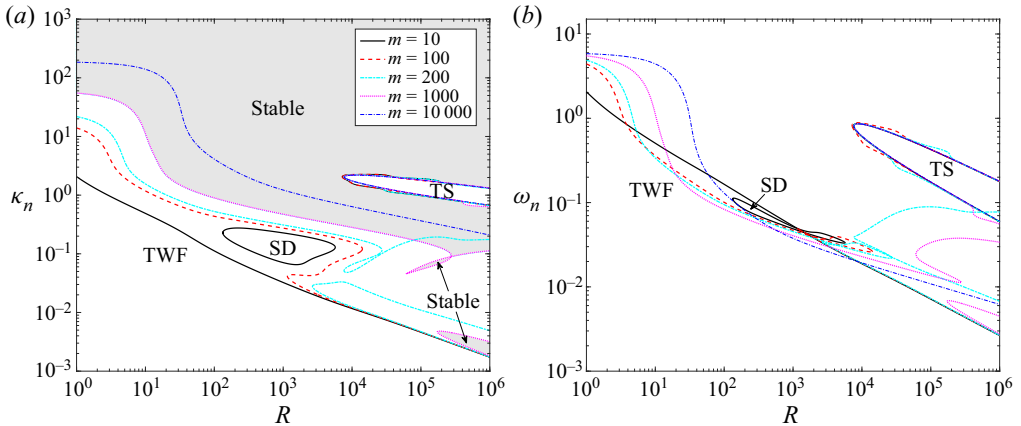 (a)
10^3
10^2
10^1
κ_n 10^0
10^−1
10^−2
10^−3
10^0 10^1 10^2 10^3 10^4 10^5 10^6
R
m = 10
m = 100
m = 200
m = 1000
m = 10 000
Stable
TS
SD
TWF
Stable
(b)
10^1
10^0
ω_n
10^−1
10^−2
10^−3
10^0 10^1 10^2 10^3 10^4 10^5 10^6
R
TS
SD
TWF